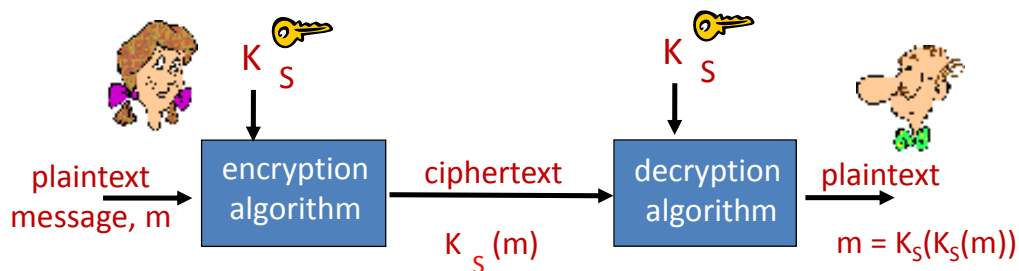 K S
K S
plaintext
message, m
encryption
algorithm
ciphertext
K S (m)
decryption
algorithm
plaintext
m = KS(KS(m))